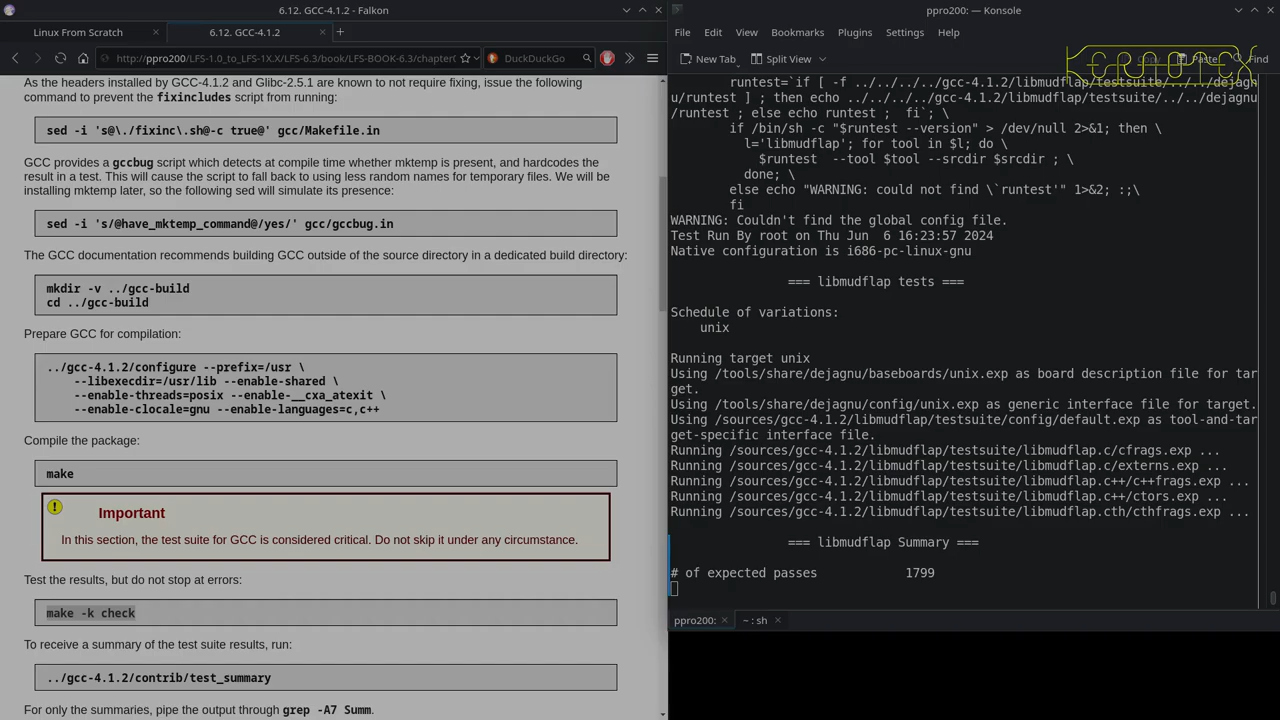 6.12. GCC-4.1.2 - Falkon
Linux From Scratch
6.12. GCC-4.1.2
http://ppro200/LFS-1.0_to_LFS-1X.X/LFS-6.3/book/LFS-BOOK-6.3/chapter(
DuckDuckGo
As the headers installed by GCC-4.1.2 and Glibc-2.5.1 are known to not require fixing, issue the following
command to prevent the fixincludes script from running:
sed -i 's@\./fixinc\.sh@-c true@' gcc/Makefile.in
GCC provides a gccbug script which detects at compile time whether mktemp is present, and hardcodes the
result in a test. This will cause the script to fall back to using less random names for temporary files. We will be
installing mktemp later, so the following sed will simulate its presence:
sed -i 's/@have_mktemp_command@/yes/' gcc/gccbug.in
The GCC documentation recommends building GCC outside of the source directory in a dedicated build directory:
mkdir -v ../gcc-build
cd ../gcc-build
Prepare GCC for compilation:
../gcc-4.1.2/configure --prefix=/usr \
--libexecdir=/usr/lib --enable-shared \
--enable-threads=posix --enable-__cxa_atexit \
--enable-clocale=gnu --enable-languages=c,c++
Compile the package:
make
Important
In this section, the test suite for GCC is considered critical. Do not skip it under any circumstance.
Test the results, but do not stop at errors:
make -k check
To receive a summary of the test suite results, run:
../gcc-4.1.2/contrib/test_summary
For only the summaries, pipe the output through grep -A7 Summ.
ppro200: — Konsole
File Edit View Bookmarks Plugins Settings Help
New Tab Split View Copy Paste Find
runtest=`if [ -f ../../../../gcc-4.1.2/libmudflap/testsuite/../../dejagn
u/runtest ] ; then echo ../../../../gcc-4.1.2/libmudflap/testsuite/../../dejagnu
/runtest ; else echo runtest ;  fi`; \
if /bin/sh -c "$runtest --version" > /dev/null 2>&1; then \
l='libmudflap'; for tool in $l; do \
$runtest  --tool $tool --srcdir $srcdir ; \
done; \
else echo "WARNING: could not find \`runtest'" 1>&2; :;\
fi
WARNING: Couldn't find the global config file.
Test Run By root on Thu Jun  6 16:23:57 2024
Native configuration is i686-pc-linux-gnu
=== libmudflap tests ===
Schedule of variations:
unix
Running target unix
Using /tools/share/dejagnu/baseboards/unix.exp as board description file for tar
get.
Using /tools/share/dejagnu/config/unix.exp as generic interface file for target.
Using /sources/gcc-4.1.2/libmudflap/testsuite/config/default.exp as tool-and-tar
get-specific interface file.
Running /sources/gcc-4.1.2/libmudflap/testsuite/libmudflap.c/cfrags.exp ...
Running /sources/gcc-4.1.2/libmudflap/testsuite/libmudflap.c/externs.exp ...
Running /sources/gcc-4.1.2/libmudflap/testsuite/libmudflap.c++/c++frags.exp ...
Running /sources/gcc-4.1.2/libmudflap/testsuite/libmudflap.c++/ctors.exp ...
Running /sources/gcc-4.1.2/libmudflap/testsuite/libmudflap.cth/cthfrags.exp ...
=== libmudflap Summary ===
# of expected passes 1799
ppro200:
~ : sh